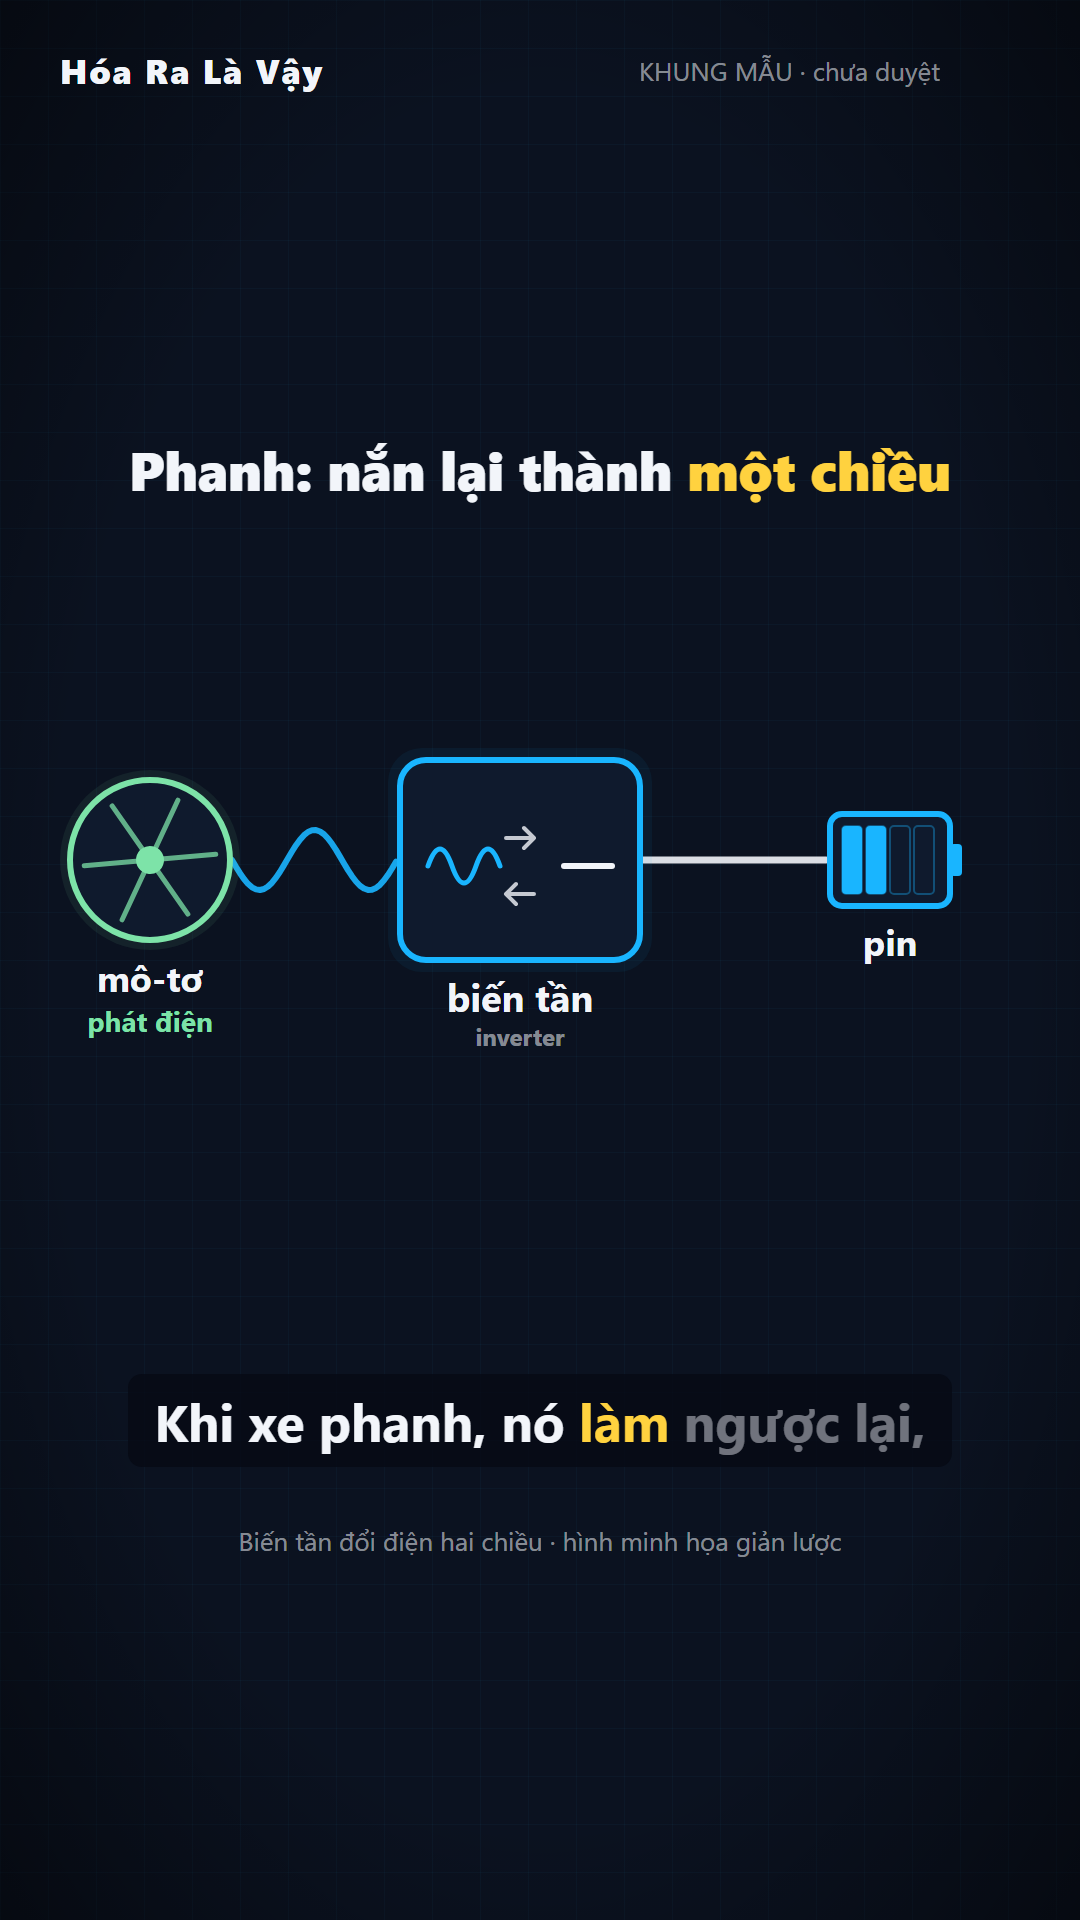 Hóa Ra Là Vậy
KHUNG MẪU · chưa duyệt
Phanh: nắn lại thành một chiều
mô-tơ
phát điện
biến tần
inverter
pin
Khi xe phanh, nó làm ngược lại,
Biến tần đổi điện hai chiều · hình minh họa giản lược